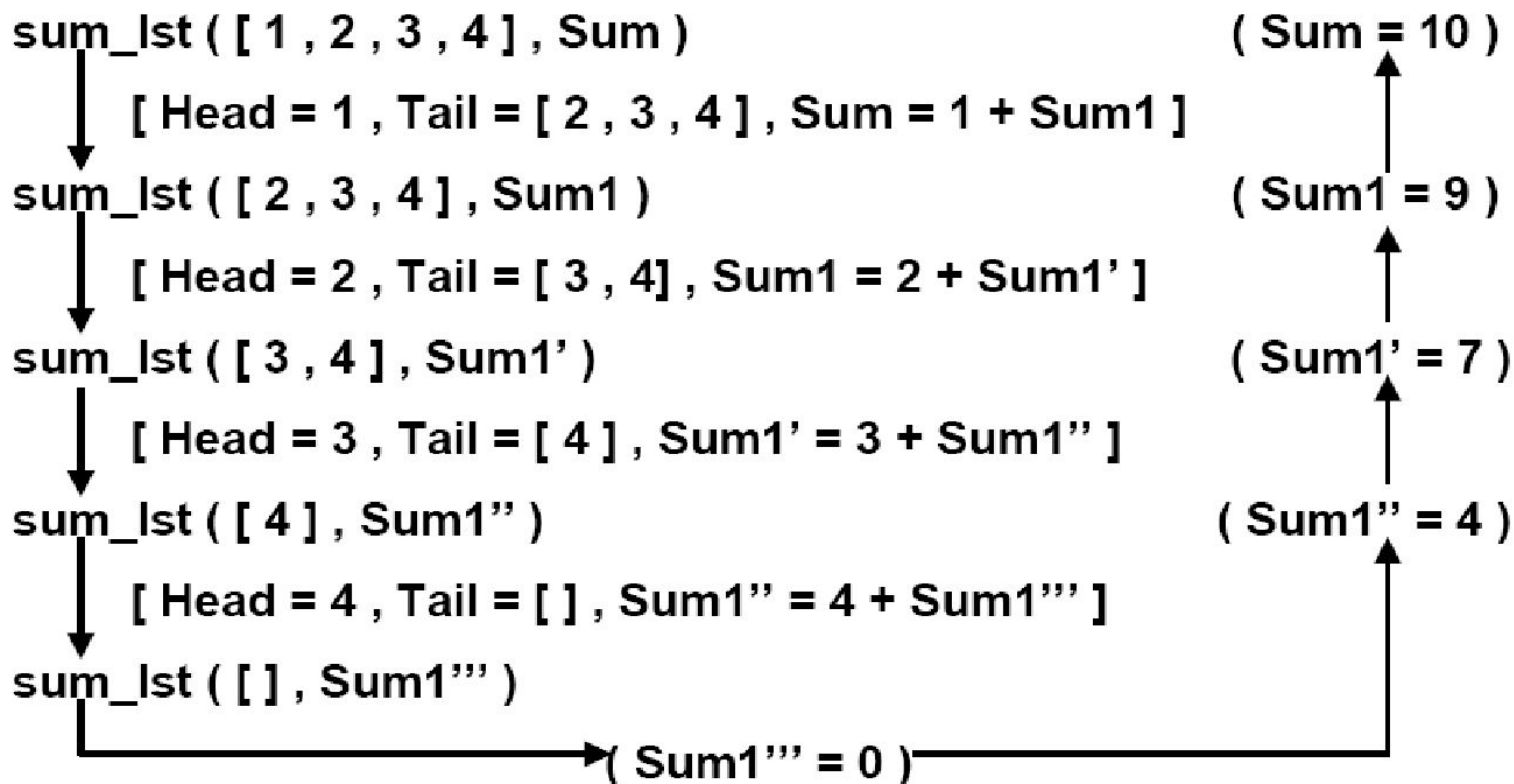 sum_lst ( [ 1 , 2 , 3 , 4 ] , Sum ) ( Sum = 10 )
[ Head = 1 , Tail = [ 2 , 3 , 4 ] , Sum = 1 + Sum1 ]
sum_lst ( [ 2 , 3 , 4 ] , Sum1 ) ( Sum1 = 9 )
[ Head = 2 , Tail = [ 3 , 4] , Sum1 = 2 + Sum1’ ]
sum_lst ( [ 3 , 4 ] , Sum1’ ) ( Sum1’ = 7 )
[ Head = 3 , Tail = [ 4 ] , Sum1’ = 3 + Sum1’’ ]
sum_lst ( [ 4 ] , Sum1’’ ) ( Sum1’’ = 4 )
[ Head = 4 , Tail = [ ] , Sum1’’ = 4 + Sum1’’’ ]
sum_lst ( [ ] , Sum1’’’ )
( Sum1’’’ = 0 )